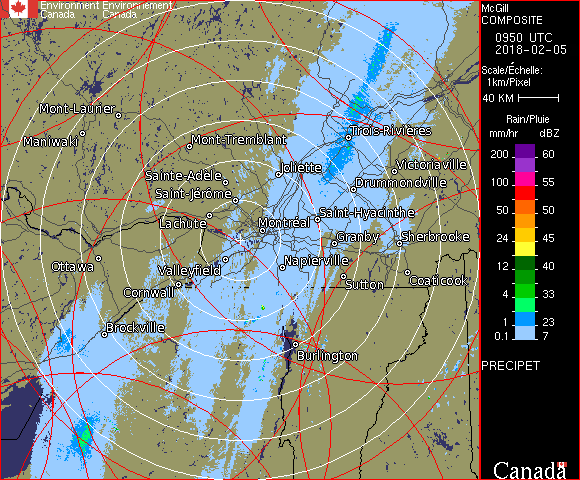 Environment Environnement
Canada Canada
McGill
COMPOSITE
0950 UTC
2018-02-05
Scale/Échelle:
1km/Pixel
40 KM
Rain/Pluie
mm/hr dBZ
200 60
100 55
50 50
24 45
12 40
4 33
1 23
0.1 7
PRECIPET
Canada
Mont-Laurier
Maniwaki
Mont-Tremblant
Trois-Rivières
Joliette
Victoriaville
Sainte-Adèle
Drummondville
Saint-Jérôme
Lachute
Saint-Hyacinthe
Montréal
Granby
Sherbrooke
Ottawa
Valleyfield
Napierville
Cornwall
Sutton
Coaticook
Brockville
Burlington